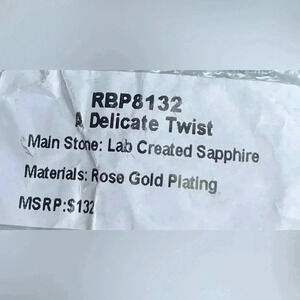 RBP8132
A Delicate Twist
Main Stone: Lab Created Sapphire
Materials: Rose Gold Plating
MSRP:$132